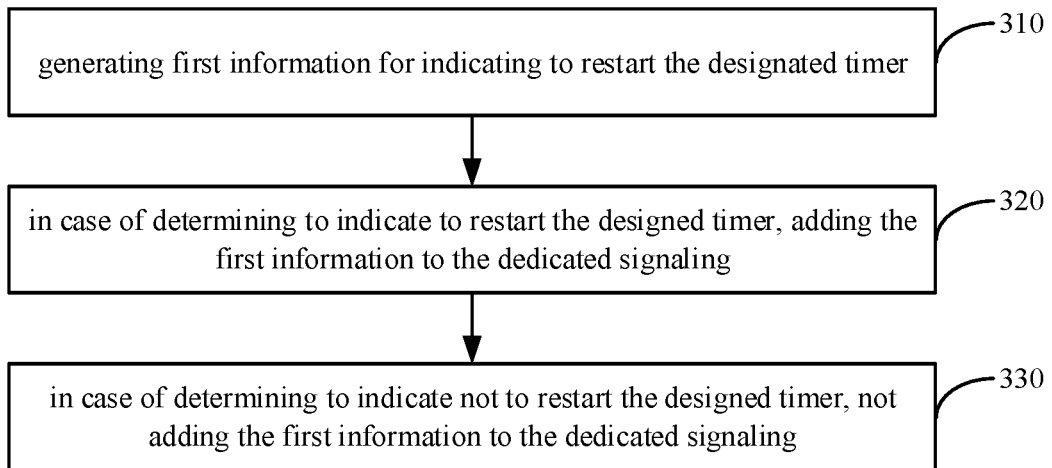 generating first information for indicating to restart the designated timer
310
in case of determining to indicate to restart the designed timer, adding the
first information to the dedicated signaling
320
in case of determining to indicate not to restart the designed timer, not
adding the first information to the dedicated signaling
330